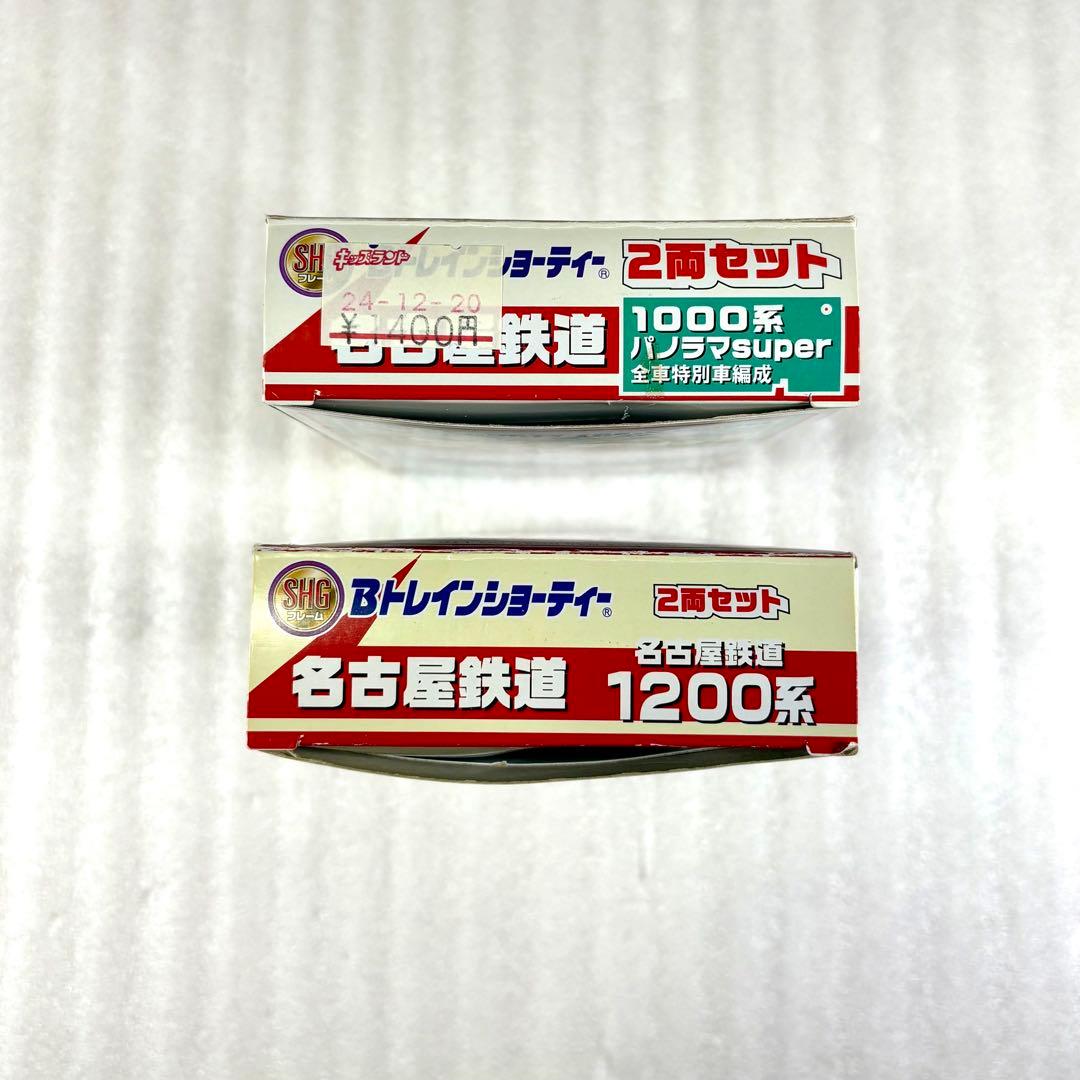 SHG
フレーム
Bトレインショーティー®
2両セット
キッズランド
24-12-20
¥1400円
名古屋鉄道
1000系
パノラマsuper
全車特別車編成
SHG
フレーム
Bトレインショーティー®
2両セット
名古屋鉄道
名古屋鉄道
1200系